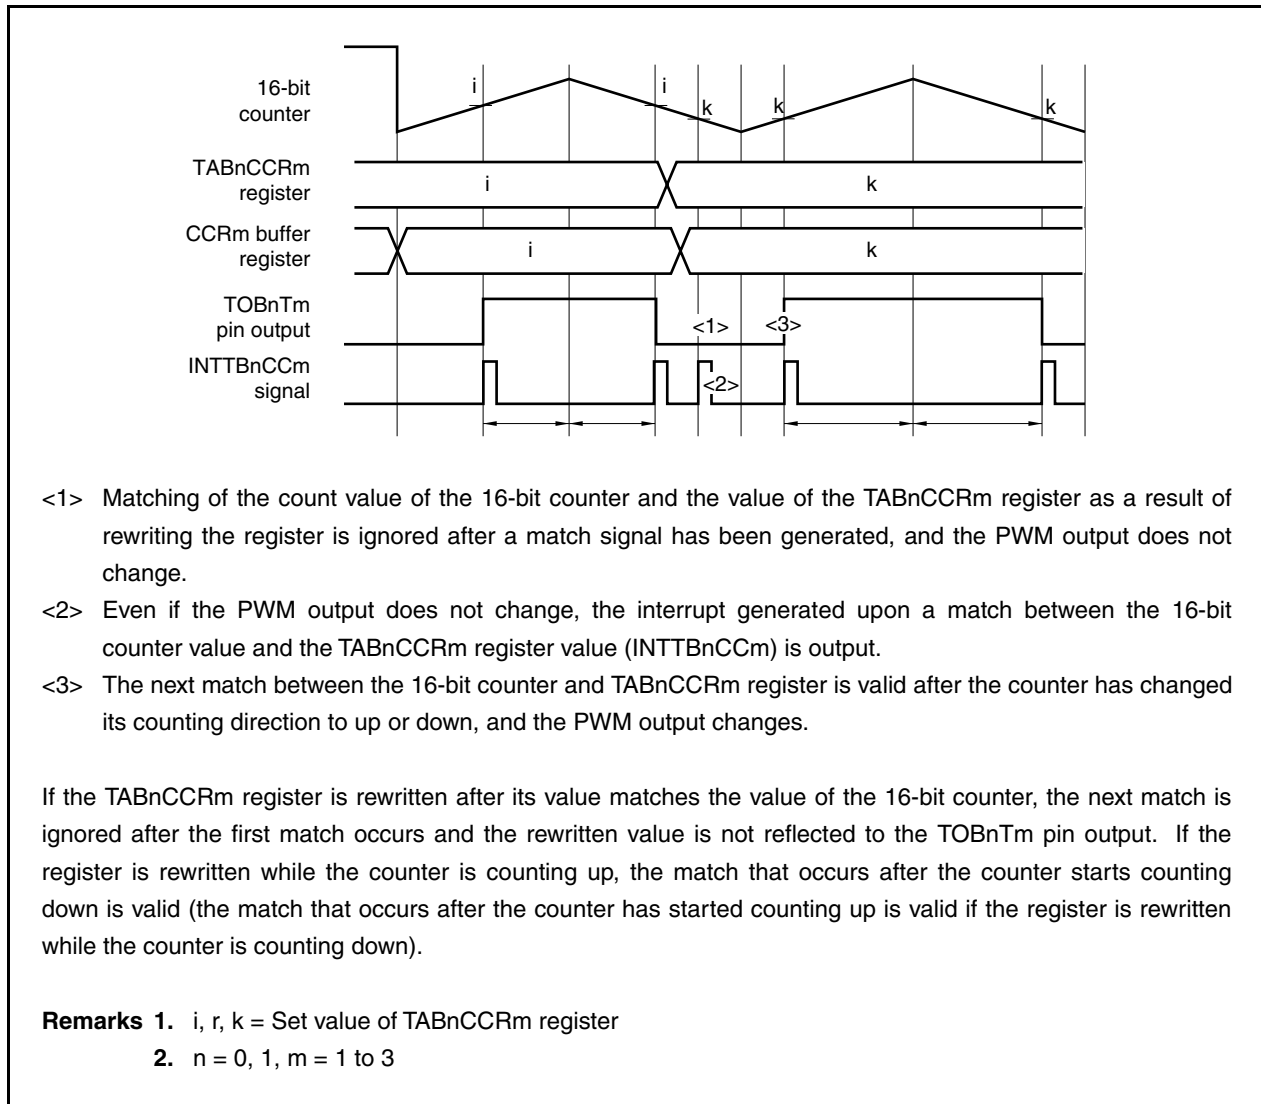 16-bit
counter
i
i
k
k
k
TABnCCRm
register
i
k
CCRm buffer
register
i
k
TOBnTm
pin output
<1>
<3>
INTTBnCCm
signal
<2>
<1> Matching of the count value of the 16-bit counter and the value of the TABnCCRm register as a result of
rewriting the register is ignored after a match signal has been generated, and the PWM output does not
change.
<2> Even if the PWM output does not change, the interrupt generated upon a match between the 16-bit
counter value and the TABnCCRm register value (INTTBnCCm) is output.
<3> The next match between the 16-bit counter and TABnCCRm register is valid after the counter has changed
its counting direction to up or down, and the PWM output changes.
If the TABnCCRm register is rewritten after its value matches the value of the 16-bit counter, the next match is
ignored after the first match occurs and the rewritten value is not reflected to the TOBnTm pin output. If the
register is rewritten while the counter is counting up, the match that occurs after the counter starts counting
down is valid (the match that occurs after the counter has started counting up is valid if the register is rewritten
while the counter is counting down).
Remarks 1. i, r, k = Set value of TABnCCRm register
2. n = 0, 1, m = 1 to 3